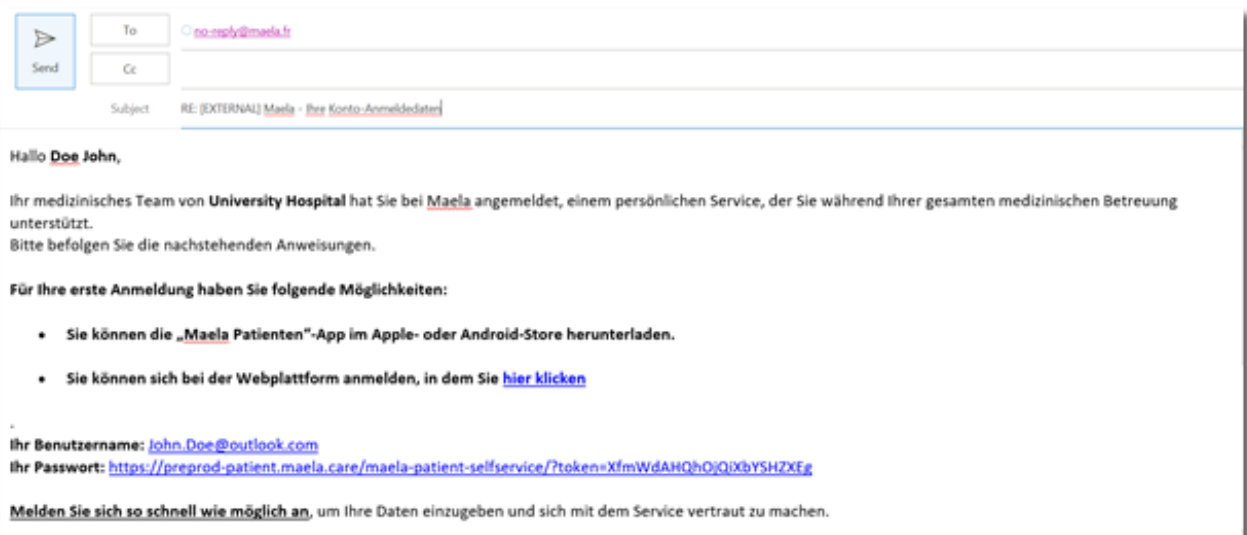 To
no-reply@maela.fr
Send
Cc
Subject
RE: [EXTERNAL] Maela - Ihre Konto-Anmeldedaten
Hallo Doe John,
Ihr medizinisches Team von University Hospital hat Sie bei Maela angemeldet, einem persönlichen Service, der Sie während Ihrer gesamten medizinischen Betreuung
unterstützt.
Bitte befolgen Sie die nachstehenden Anweisungen.
Für Ihre erste Anmeldung haben Sie folgende Möglichkeiten:
• Sie können die „Maela Patienten“-App im Apple- oder Android-Store herunterladen.
• Sie können sich bei der Webplattform anmelden, in dem Sie hier klicken
.
Ihr Benutzername: John.Doe@outlook.com
Ihr Passwort: https://preprod-patient.maela.care/maela-patient-selfservice/?token=XfmWdAHQhOjQiXbYSHZXEg
Melden Sie sich so schnell wie möglich an, um Ihre Daten einzugeben und sich mit dem Service vertraut zu machen.